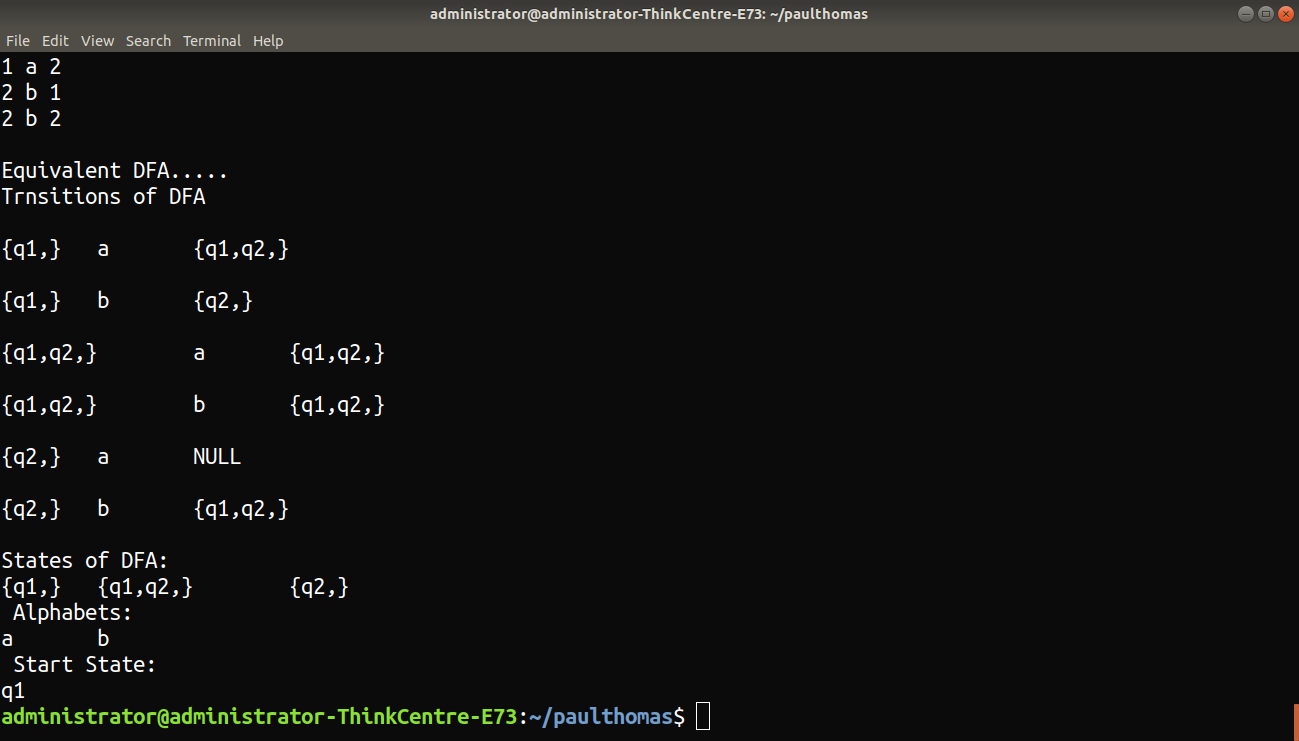 administrator@administrator-ThinkCentre-E73: ~/paulthomas
File Edit View Search Terminal Help
1 a 2
2 b 1
2 b 2
Equivalent DFA.....
Trnsitions of DFA
{q1,} a {q1,q2,}
{q1,} b {q2,}
{q1,q2,} a {q1,q2,}
{q1,q2,} b {q1,q2,}
{q2,} a NULL
{q2,} b {q1,q2,}
States of DFA:
{q1,} {q1,q2,} {q2,}
Alphabets:
a b
Start State:
q1
administrator@administrator-ThinkCentre-E73:~/paulthomas$